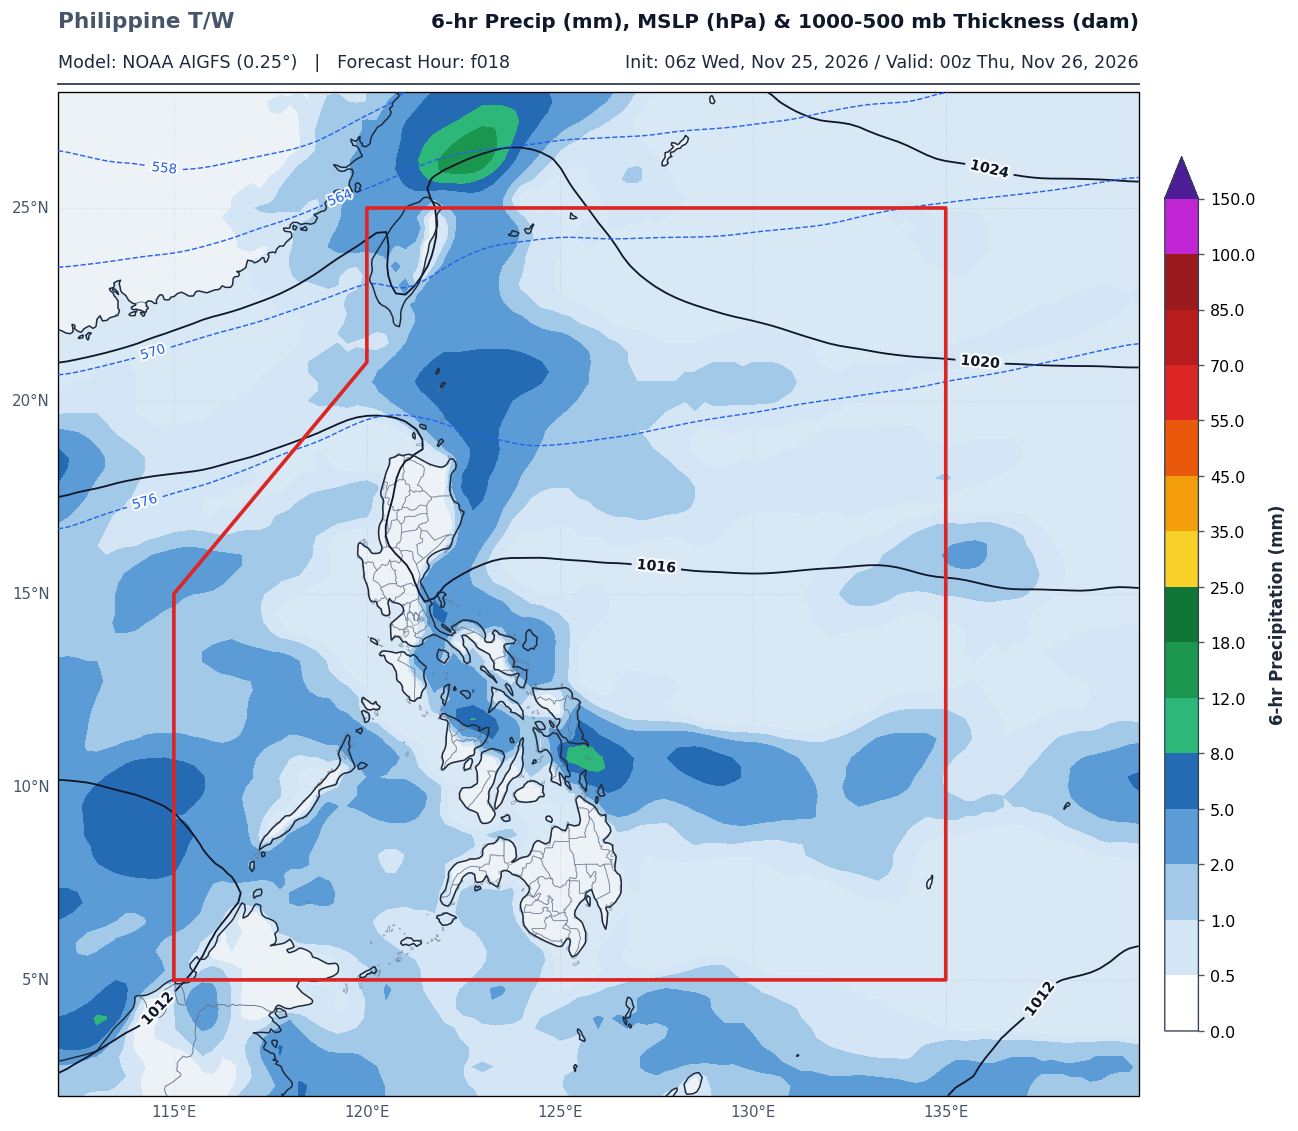 Philippine T/W
6-hr Precip (mm), MSLP (hPa) & 1000-500 mb Thickness (dam)
Model: NOAA AIGFS (0.25°)   |   Forecast Hour: f018
Init: 06z Wed, Nov 25, 2026 / Valid: 00z Thu, Nov 26, 2026
558
564
570
576
1024
1020
1016
1012
1012
25°N
20°N
15°N
10°N
5°N
115°E
120°E
125°E
130°E
135°E
150.0
100.0
85.0
70.0
55.0
45.0
35.0
25.0
18.0
12.0
8.0
5.0
2.0
1.0
0.5
0.0
6-hr Precipitation (mm)